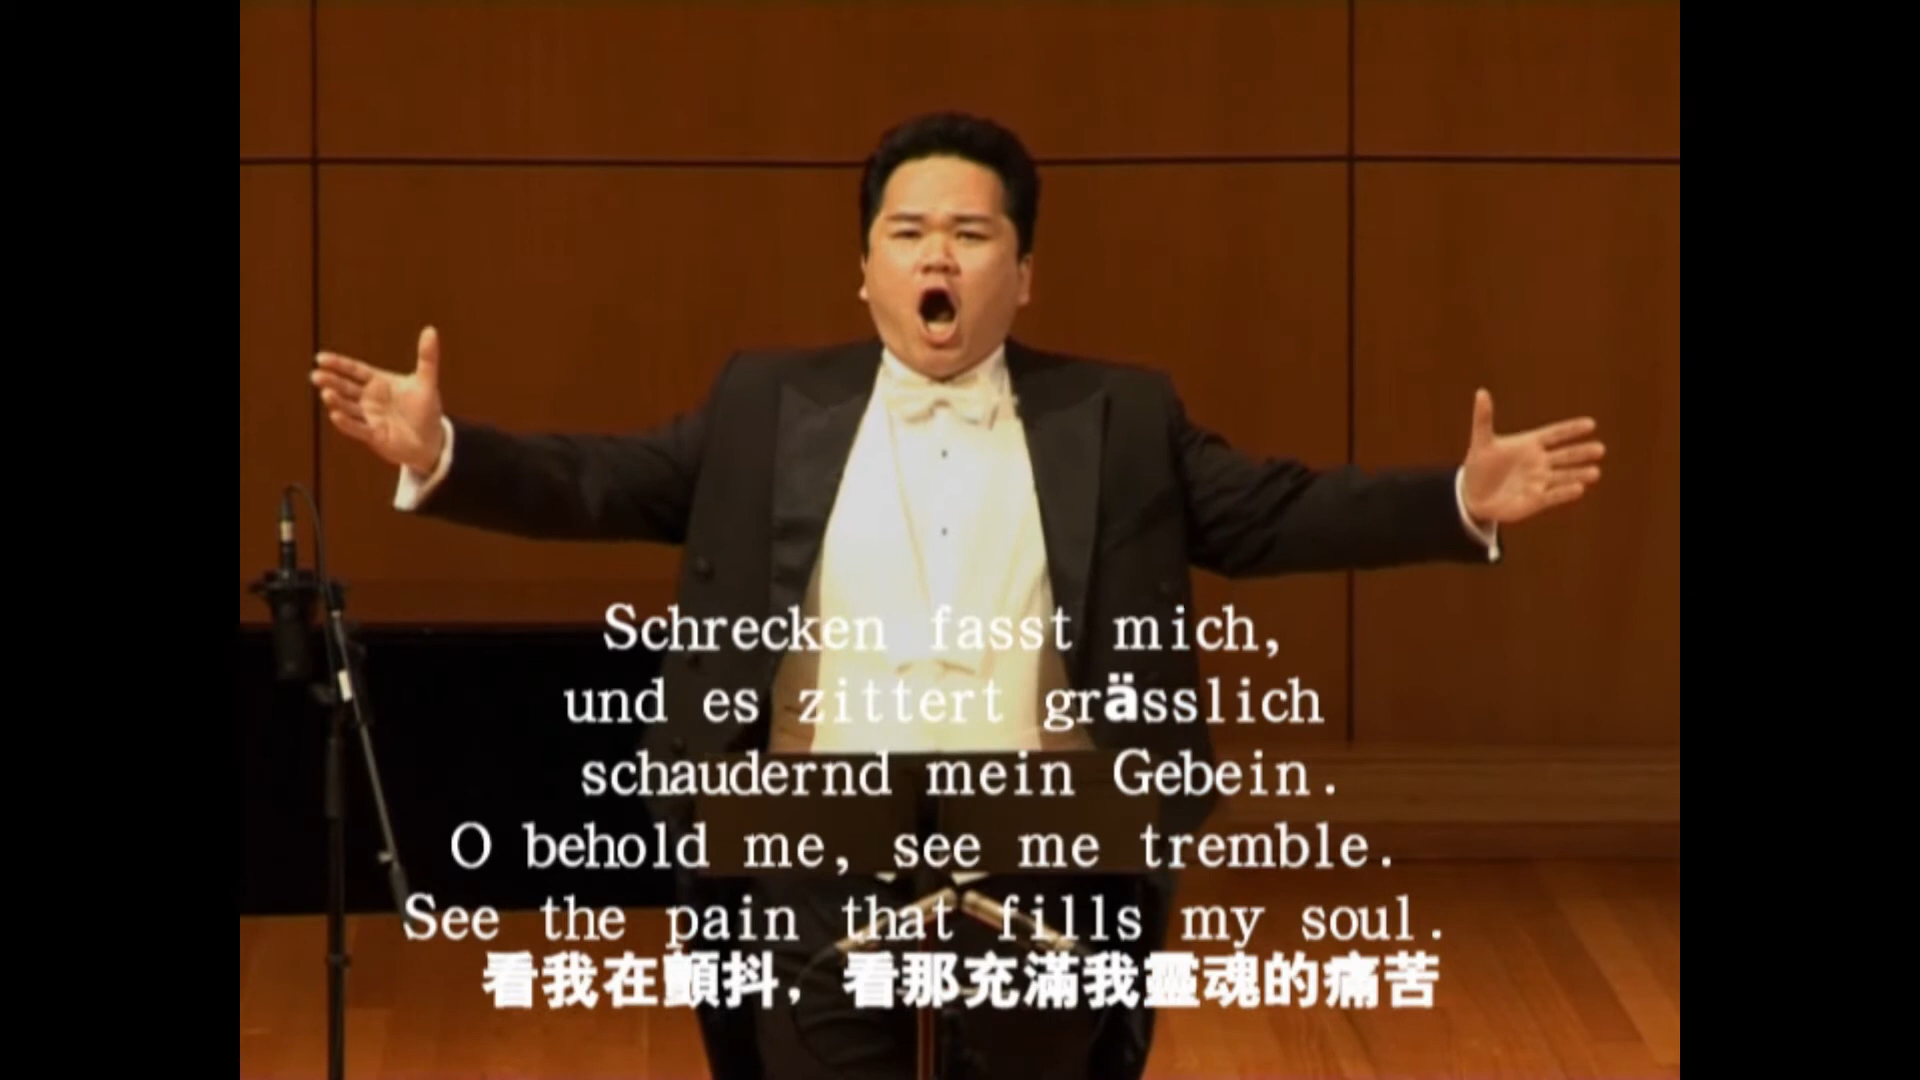 Schrecken fasst mich,
und es zittert grässlich
schaudernd mein Gebein.
O behold me, see me tremble.
See the pain that fills my soul.
看我在顫抖，看那充滿我靈魂的痛苦